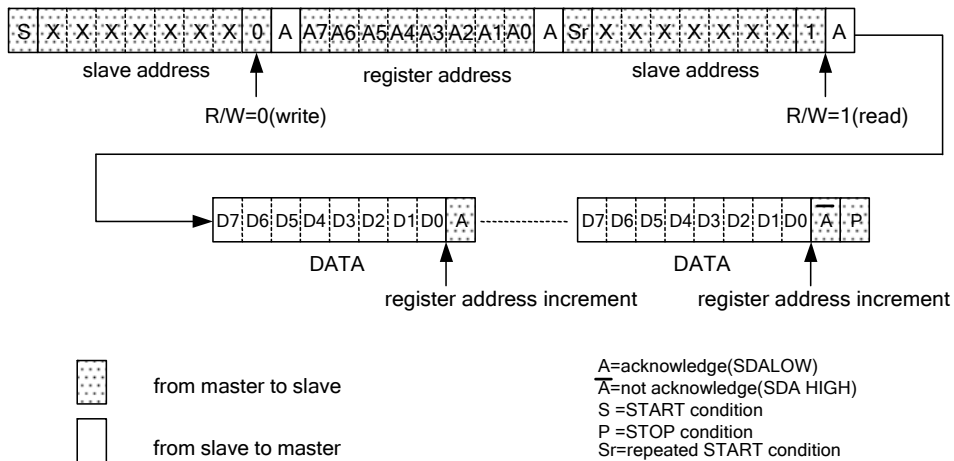 S X X X X X X X 0 A A7 A6 A5 A4 A3 A2 A1 A0 A Sr X X X X X X X 1 A
slave address register address slave address
R/W=0(write) R/W=1(read)
D7 D6 D5 D4 D3 D2 D1 D0 A D7 D6 D5 D4 D3 D2 D1 D0 A̅ P
DATA DATA
register address increment register address increment
from master to slave
from slave to master
A=acknowledge(SDALOW)
A̅=not acknowledge(SDA HIGH)
S =START condition
P =STOP condition
Sr=repeated START condition